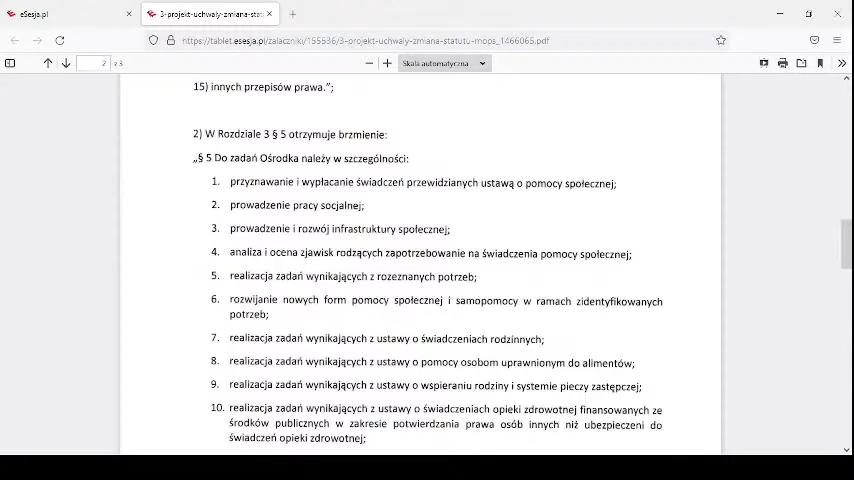 eSesja.pl
3-projekt-uchwaly-zmiana-stat
https://tablet.esesja.pl/zalaczniki/155536/3-projekt-uchwaly-zmiana-statutu-mops_1466065.pdf
2 z 3
Skala automatyczna
15) innych przepisów prawa.”;
2) W Rozdziale 3 § 5 otrzymuje brzmienie:
„§ 5 Do zadań Ośrodka należy w szczególności:
1. przyznawanie i wypłacanie świadczeń przewidzianych ustawą o pomocy społecznej;
2. prowadzenie pracy socjalnej;
3. prowadzenie i rozwój infrastruktury społecznej;
4. analiza i ocena zjawisk rodzących zapotrzebowanie na świadczenia pomocy społecznej;
5. realizacja zadań wynikających z rozeznanych potrzeb;
6. rozwijanie nowych form pomocy społecznej i samopomocy w ramach zidentyfikowanych
potrzeb;
7. realizacja zadań wynikających z ustawy o świadczeniach rodzinnych;
8. realizacja zadań wynikających z ustawy o pomocy osobom uprawnionym do alimentów;
9. realizacja zadań wynikających z ustawy o wspieraniu rodziny i systemie pieczy zastępczej;
10. realizacja zadań wynikających z ustawy o świadczeniach opieki zdrowotnej finansowanych ze
środków publicznych w zakresie potwierdzania prawa osób innych niż ubezpieczeni do
świadczeń opieki zdrowotnej;